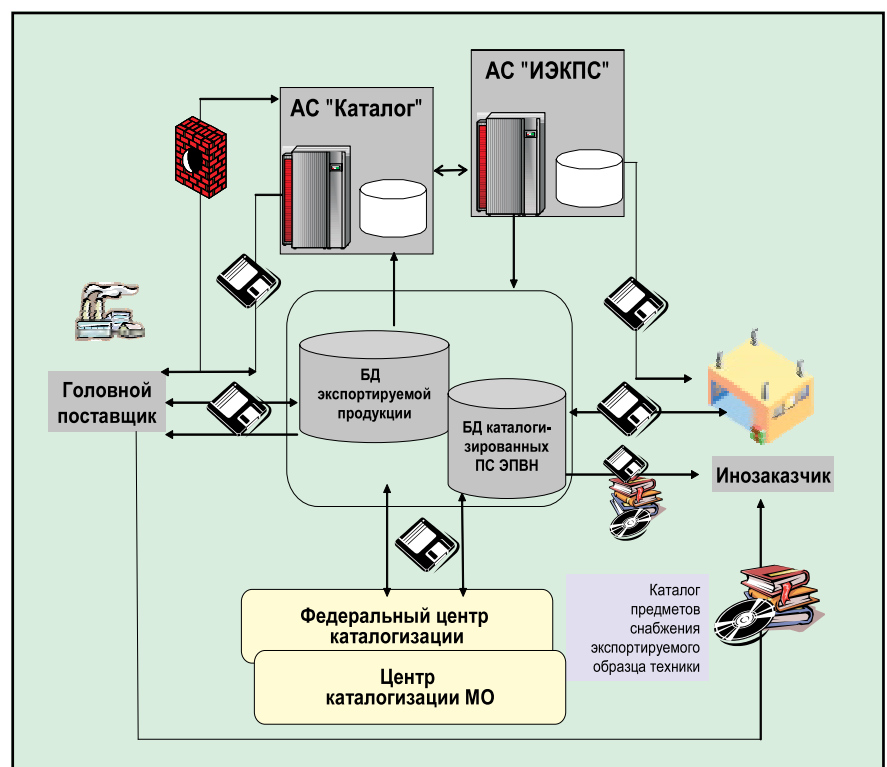 АС "Каталог"
АС "ИЭКПС"
БД
экспортируемой
продукции
БД каталоги-
зированных
ПС ЭПВН
Головной
поставщик
Инозаказчик
Федеральный центр
каталогизации
Центр
каталогизации МО
Каталог
предметов
снабжения
экспортируемого
образца техники